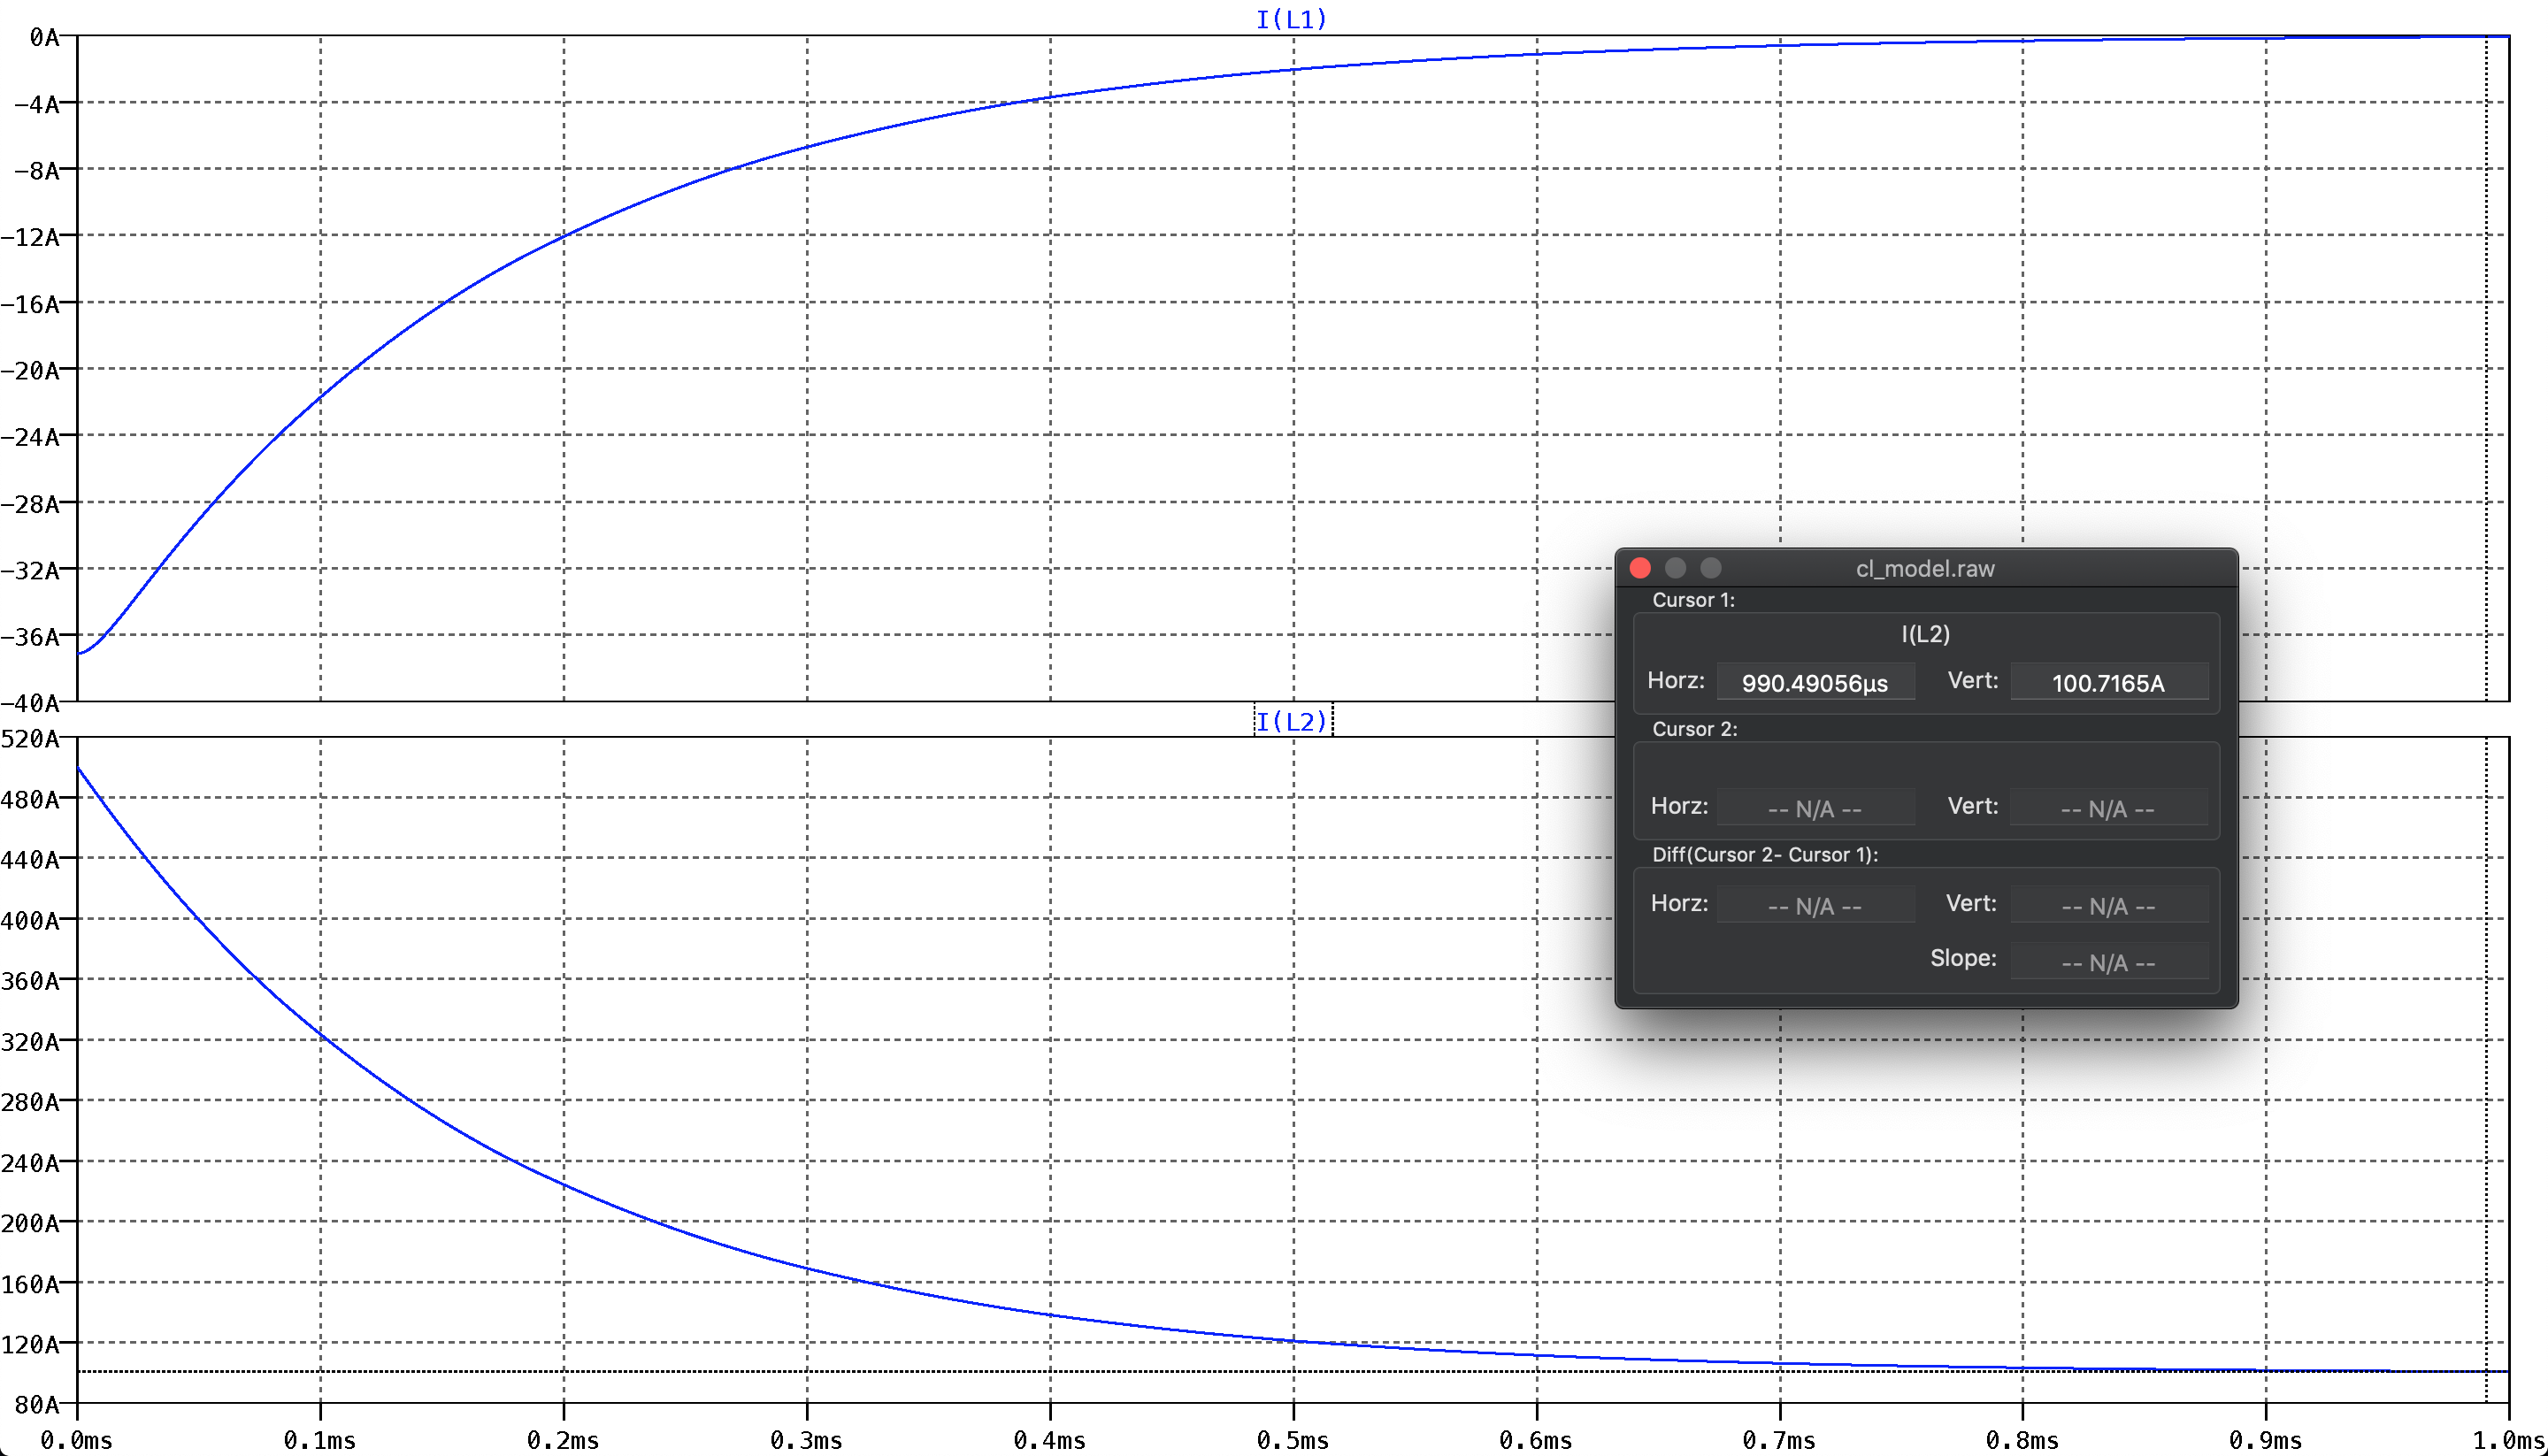 I(L1)
0A
−4A
−8A
−12A
−16A
−20A
−24A
−28A
−32A
−36A
−40A
I(L2)
520A
480A
440A
400A
360A
320A
280A
240A
200A
160A
120A
80A
0.0ms 0.1ms 0.2ms 0.3ms 0.4ms 0.5ms 0.6ms 0.7ms 0.8ms 0.9ms 1.0ms
cl_model.raw
Cursor 1:
I(L2)
Horz: 990.49056µs Vert: 100.7165A
Cursor 2:
Horz: -- N/A -- Vert: -- N/A --
Diff(Cursor 2- Cursor 1):
Horz: -- N/A -- Vert: -- N/A --
Slope: -- N/A --